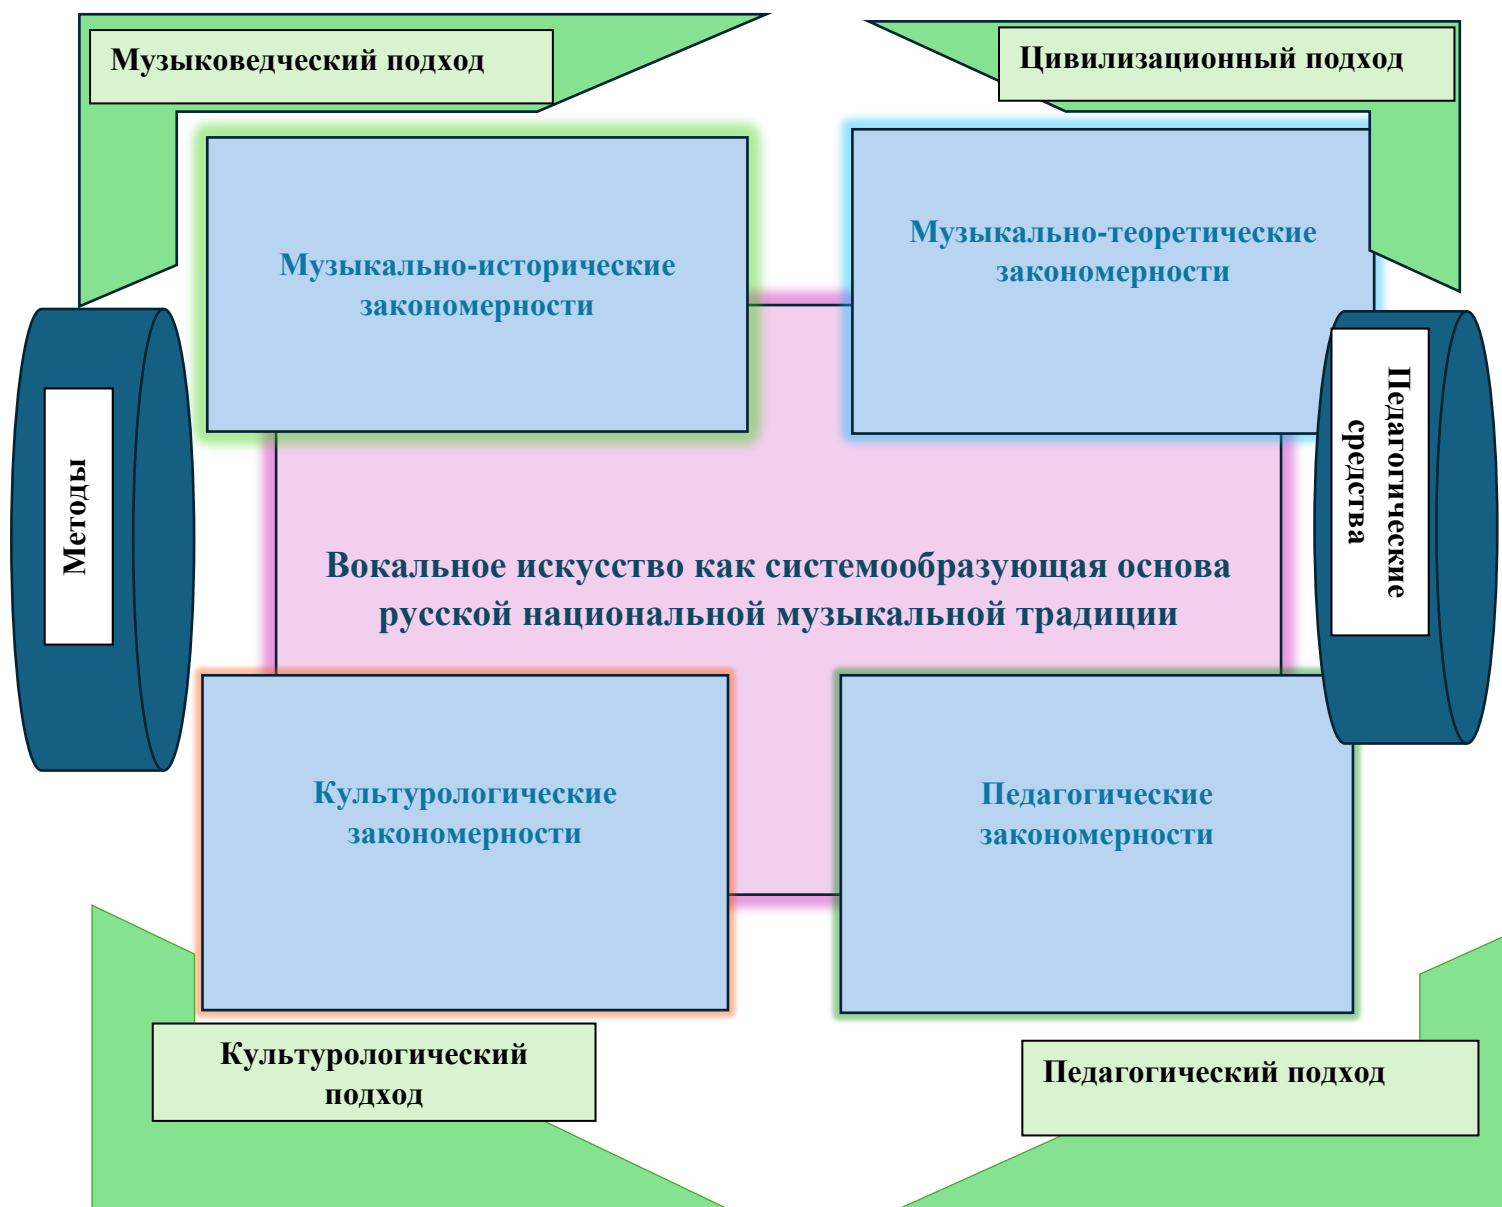 Музыковедческий подход
Цивилизационный подход
Музыкально-исторические
закономерности
Музыкально-теоретические
закономерности
Методы
Педагогические
средства
Вокальное искусство как системообразующая основа
русской национальной музыкальной традиции
Культурологические
закономерности
Педагогические
закономерности
Культурологический
подход
Педагогический подход